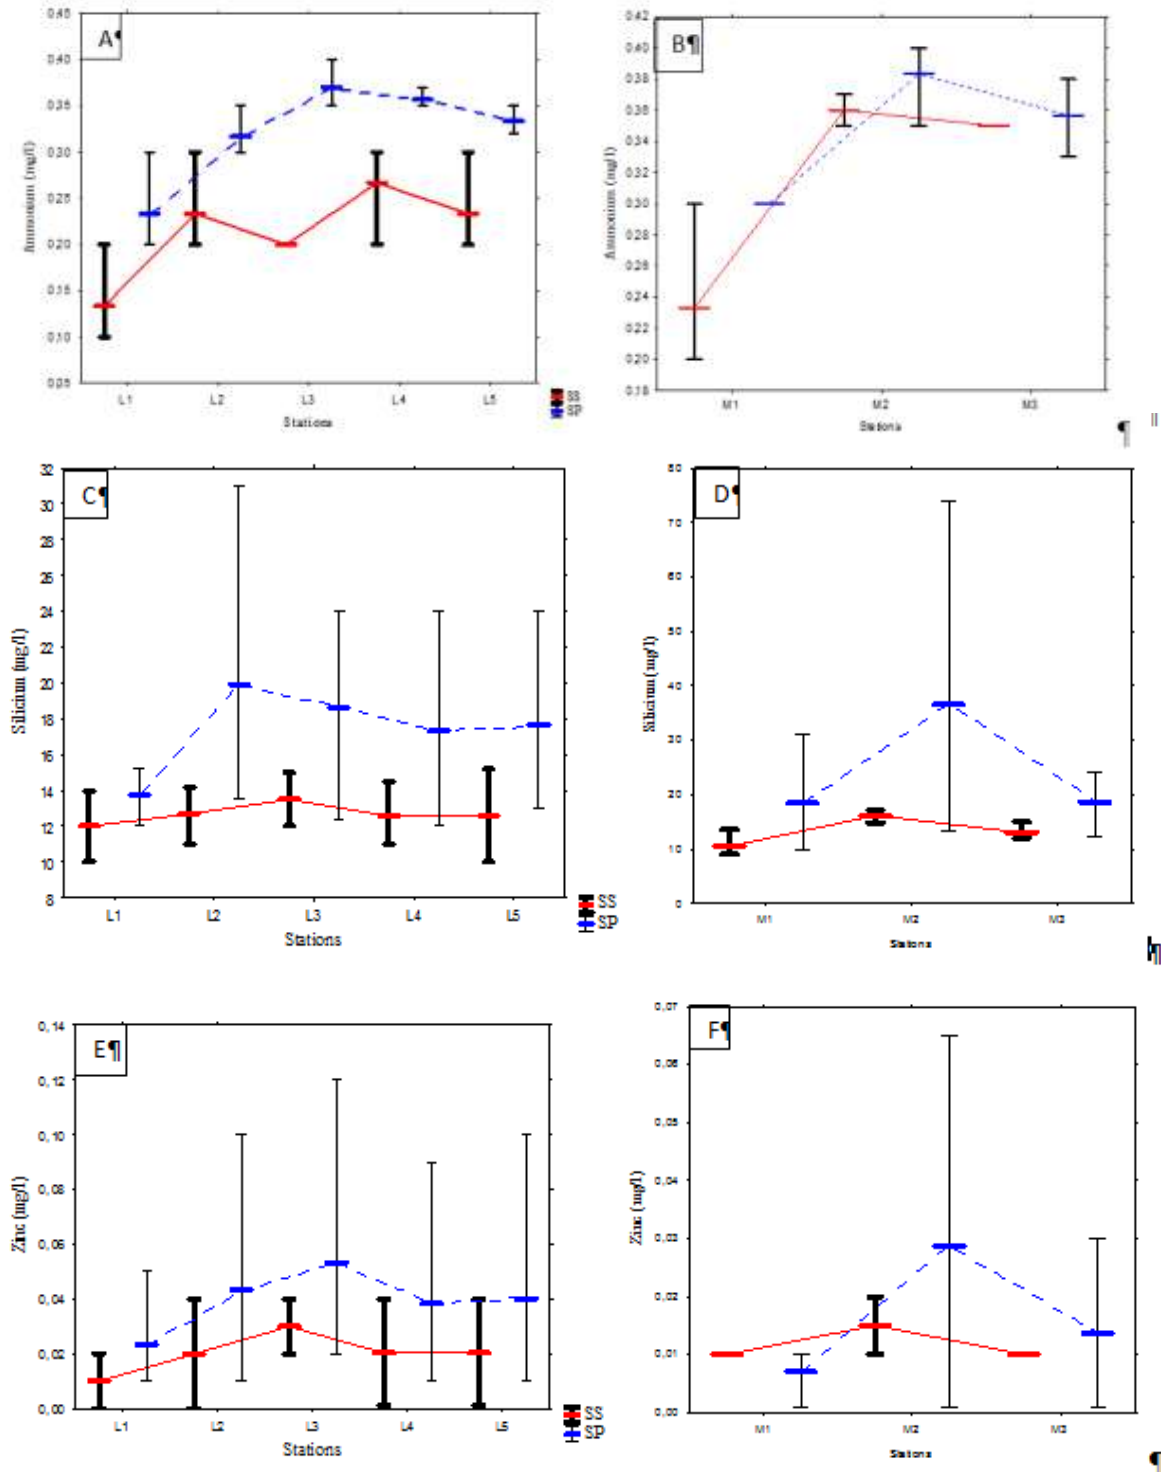 A¶
0,45
0,40
0,35
0,30
0,25
0,20
0,15
0,10
0,05
Ammonium (mg/l)
L1 L2 L3 L4 L5
Stations
SS
SP
B¶
0,42
0,40
0,38
0,36
0,34
0,32
0,30
0,28
0,26
0,24
0,22
0,20
0,18
Ammonium (mg/l)
M1 M2 M3
Stations
¶
C¶
32
30
28
26
24
22
20
18
16
14
12
10
8
Silicium (mg/l)
L1 L2 L3 L4 L5
Stations
SS
SP
D¶
80
70
60
50
40
30
20
10
0
Silicium (mg/l)
M1 M2 M3
Stations
¶
E¶
0,14
0,12
0,10
0,08
0,06
0,04
0,02
0,00
Zinc (mg/l)
L1 L2 L3 L4 L5
Stations
SS
SP
F¶
0,07
0,06
0,05
0,04
0,03
0,02
0,01
0,00
Zinc (mg/l)
M1 M2 M3
Stations
¶